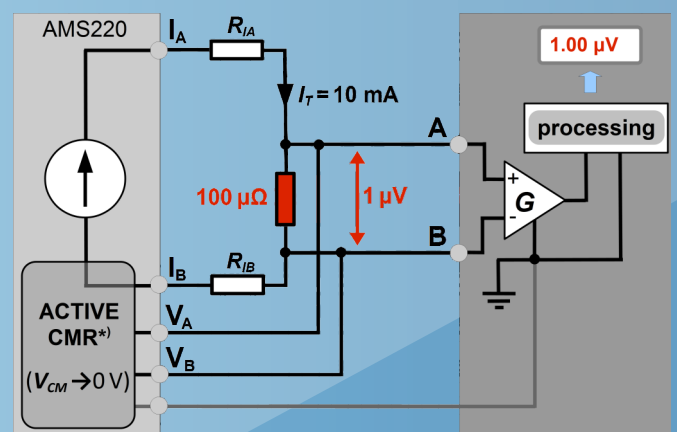 AMS220
I_A
R_IA
I_T = 10 mA
1.00 µV
processing
A
100 µΩ
1 µV
+
G
-
B
I_B
R_IB
ACTIVE
CMR*)
(V_CM →0 V)
V_A
V_B